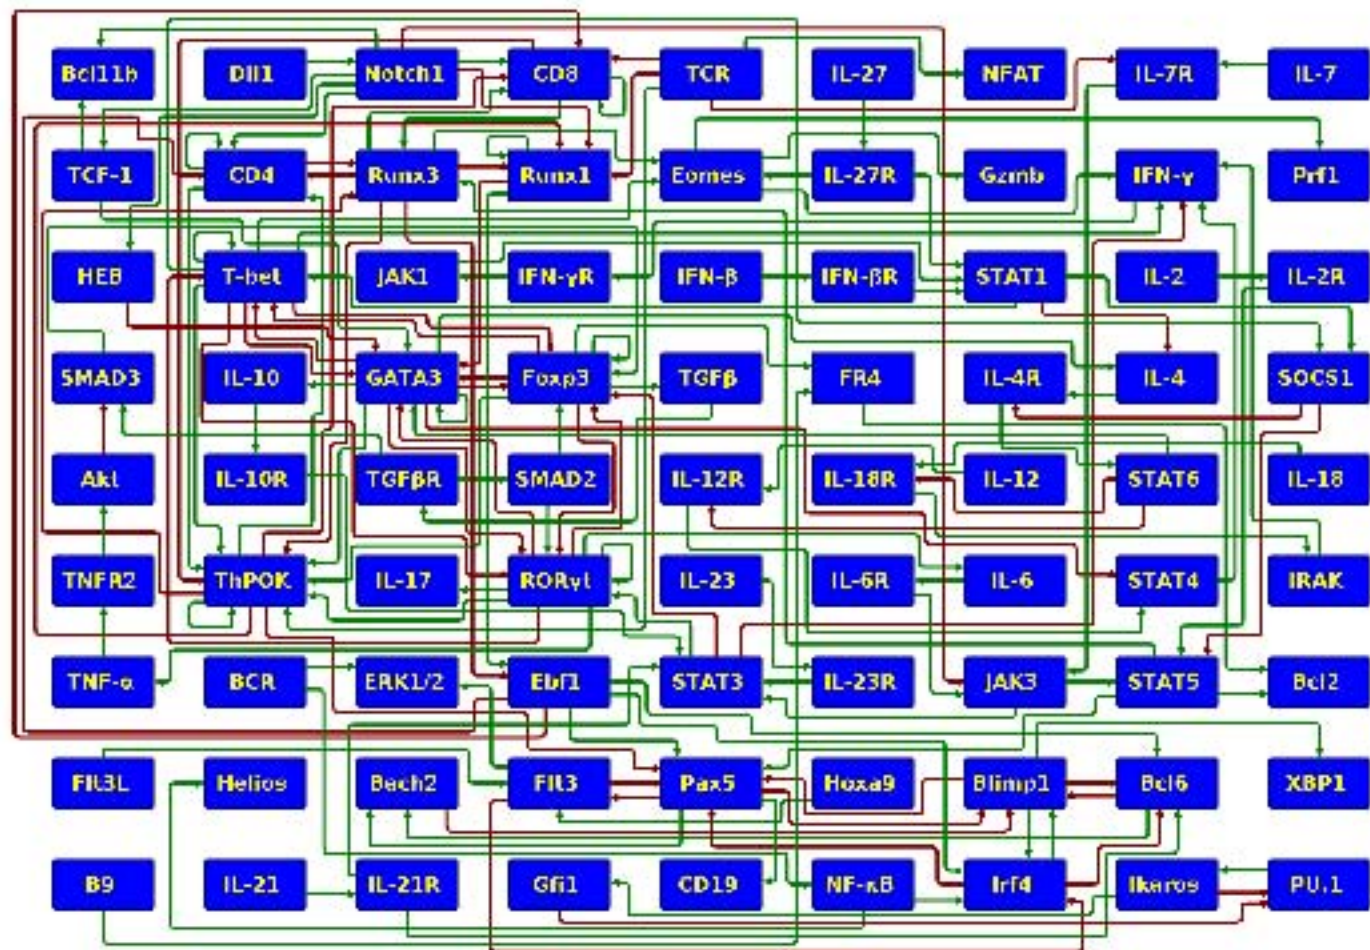 Bcl11b Dll1 Notch1 CD8 TCR IL-27 NFAT IL-7R IL-7
TCF-1 CD4 Runx3 Runx1 Eomes IL-27R Gzmb IFN-γ Prf1
HEB T-bet JAK1 IFN-γR IFN-β IFN-βR STAT1 IL-2 IL-2R
SMAD3 IL-10 GATA3 Foxp3 TGFβ FR4 IL-4R IL-4 SOCS1
Akt IL-10R TGFβR SMAD2 IL-12R IL-18R IL-12 STAT6 IL-18
TNFR2 ThPOK IL-17 RORγt IL-23 IL-6R IL-6 STAT4 IRAK
TNF-α BCR ERK1/2 Ebf1 STAT3 IL-23R JAK3 STAT5 Bcl2
Flt3L Helios Bach2 Flt3 Pax5 Hoxa9 Blimp1 Bcl6 XBP1
B9 IL-21 IL-21R Gfi1 CD19 NF-κB Irf4 Ikaros PU.1